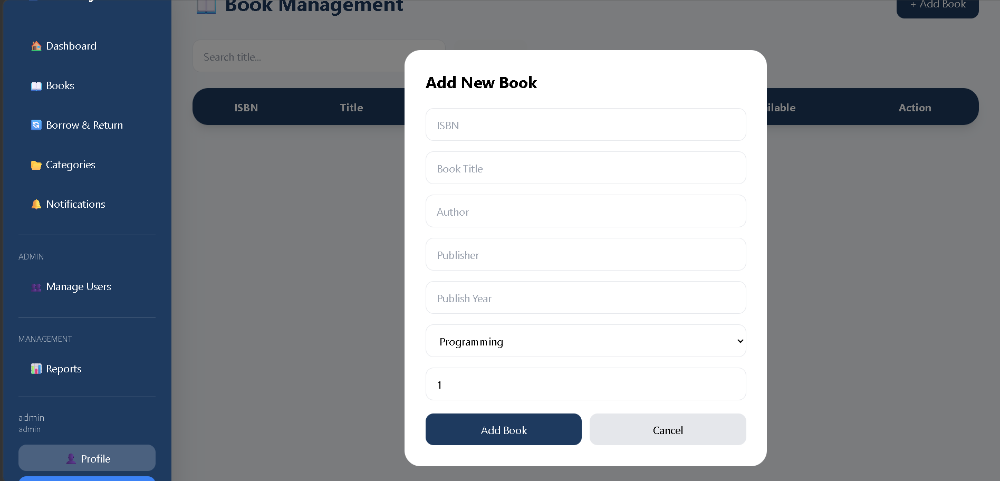 Book Management
+ Add Book
Dashboard
Books
Borrow & Return
Categories
Notifications
ADMIN
Manage Users
MANAGEMENT
Reports
admin
admin
Profile
Search title...
ISBN
Title
ilable
Action
Add New Book
ISBN
Book Title
Author
Publisher
Publish Year
Programming
1
Add Book
Cancel